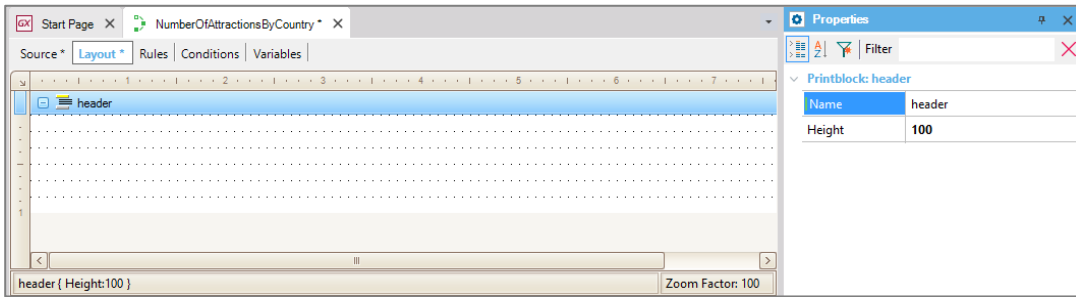 GX Start Page X NumberOfAttractionsByCountry * X
Source * Layout * Rules Conditions Variables
1 2 3 4 5 6 7
header
1
header { Height:100 } Zoom Factor: 100
Properties
Filter
Printblock: header
Name header
Height 100